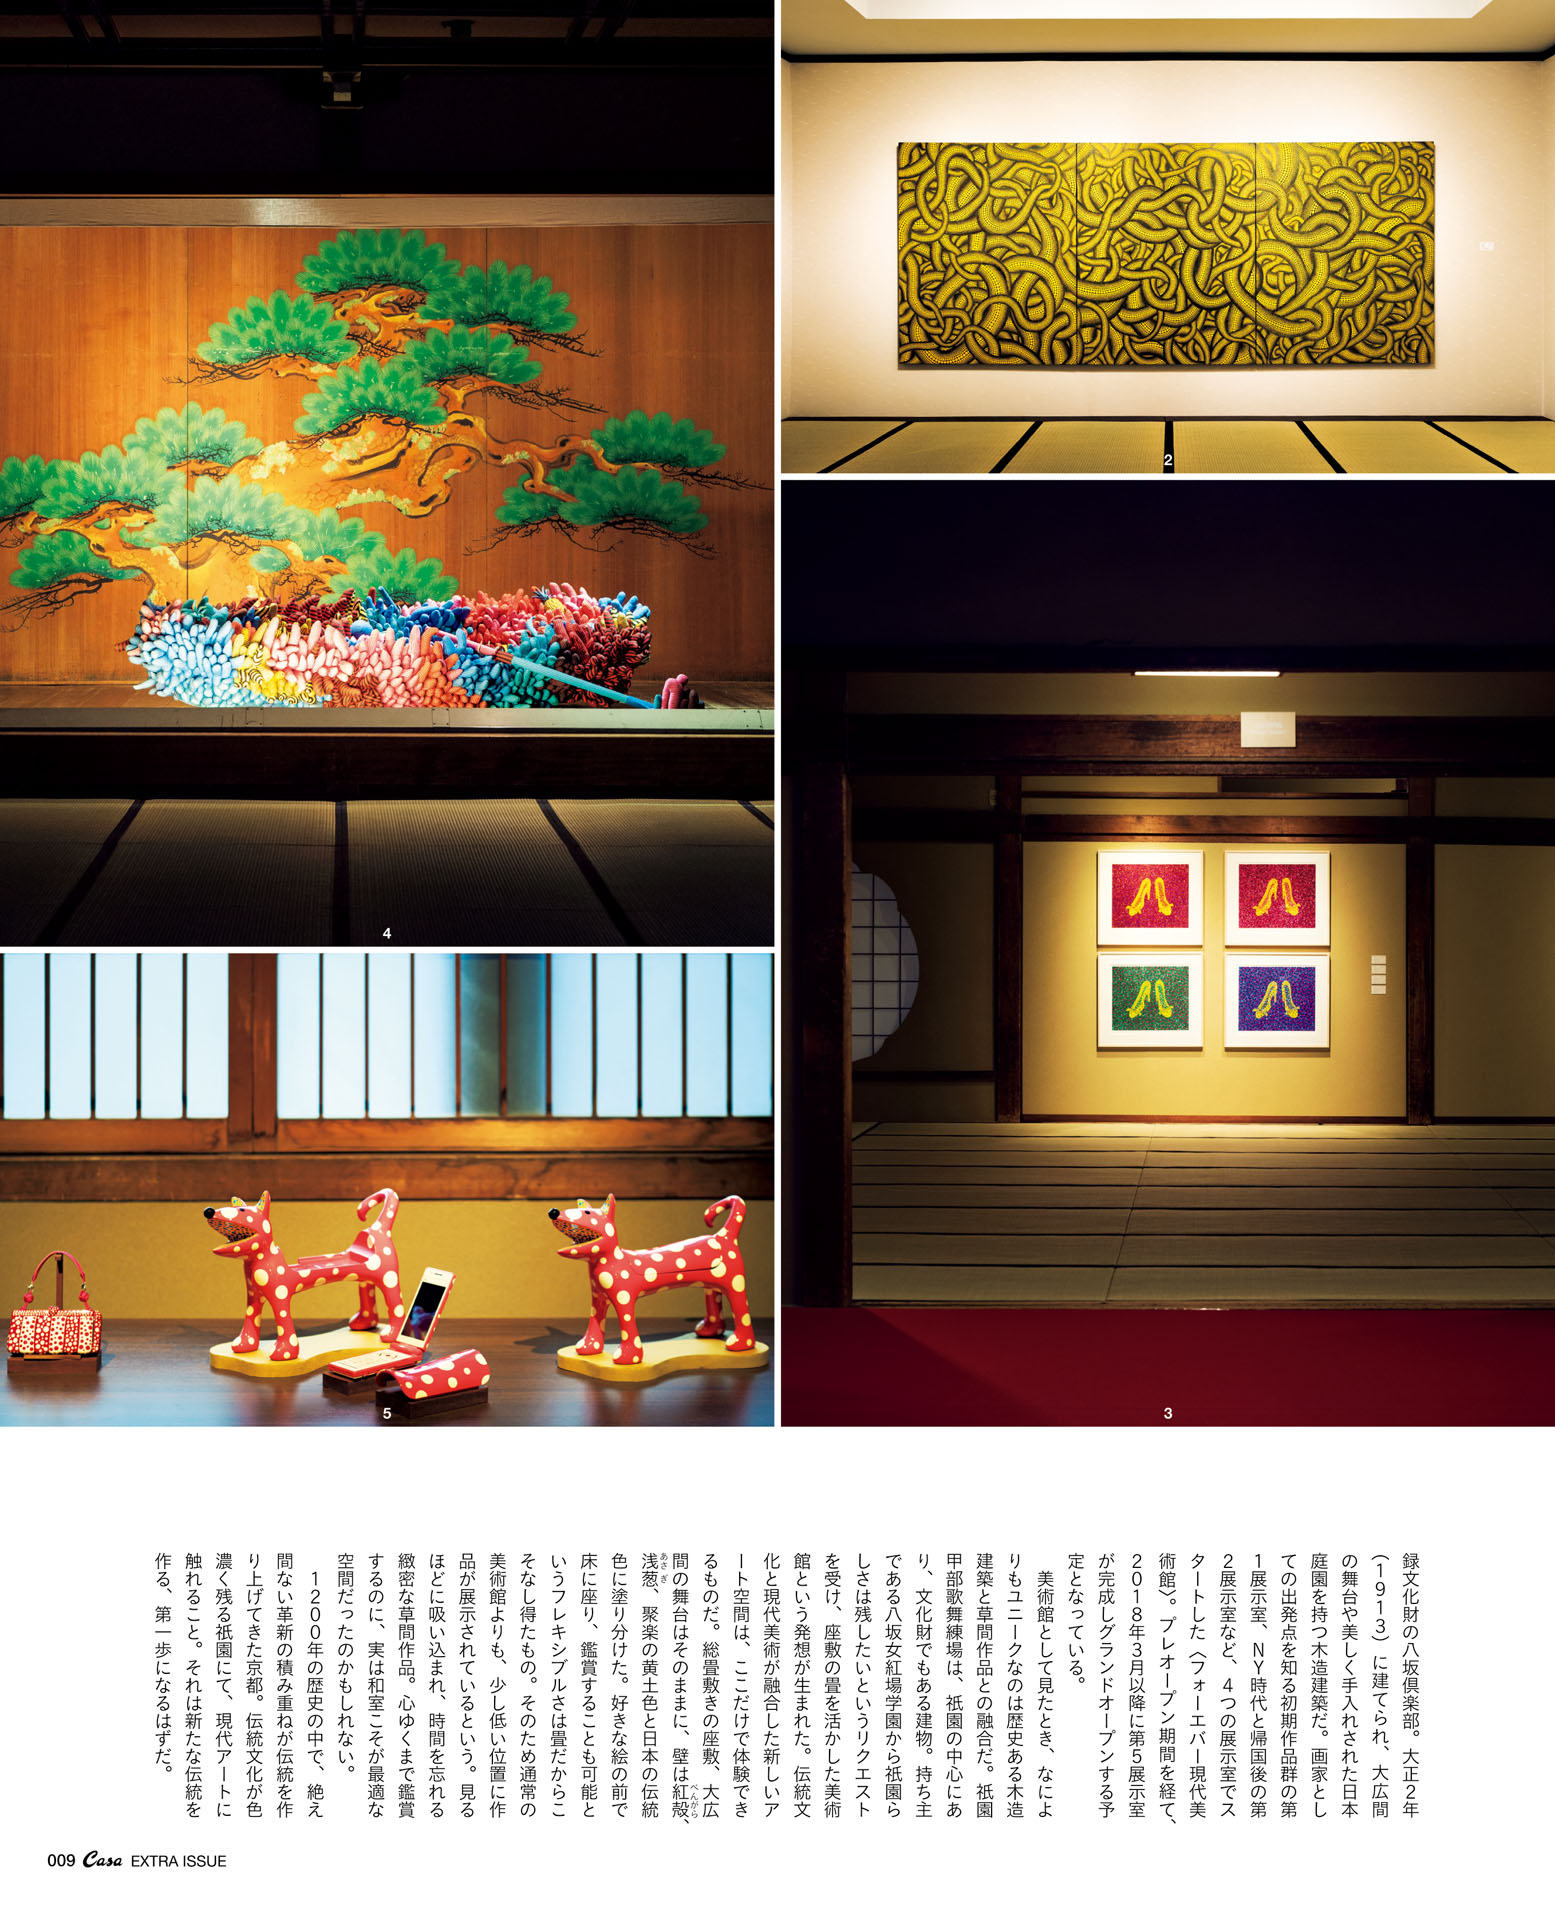 2
4
3
5
録文化財の八坂倶楽部。大正2年
(1913)に建てられ、大広間
の舞台や美しく手入れされた日本
庭園を持つ木造建築だ。画家とし
ての出発点を知る初期作品群の第
1展示室、NY時代と帰国後の第
2展示室など、4つの展示室でス
タートした〈フォーエバー現代美
術館〉。プレオープン期間を経て、
2018年3月以降に第5展示室
が完成しグランドオープンする予
定となっている。
美術館として見たとき、なによ
りもユニークなのは歴史ある木造
建築と草間作品との融合だ。祇園
甲部歌舞練場は、祇園の中心にあ
り、文化財でもある建物。持ち主
である八坂女紅場学園から祇園ら
しさは残したいというリクエスト
を受け、座敷の畳を活かした美術
館という発想が生まれた。伝統文
化と現代美術が融合した新しいア
ート空間は、ここだけで体験でき
るものだ。総畳敷きの座敷、大広
間の舞台はそのままに、壁は紅殻、
べんがら
浅葱、聚楽の黄土色と日本の伝統
あさぎ
色に塗り分けた。好きな絵の前で
床に座り、鑑賞することも可能と
いうフレキシブルさは畳だからこ
そなし得たもの。そのため通常の
美術館よりも、少し低い位置に作
品が展示されているという。見る
ほどに吸い込まれ、時間を忘れる
緻密な草間作品。心ゆくまで鑑賞
するのに、実は和室こそが最適な
空間だったのかもしれない。
1200年の歴史の中で、絶え
間ない革新の積み重ねが伝統を作
り上げてきた京都。伝統文化が色
濃く残る祇園にて、現代アートに
触れること。それは新たな伝統を
作る、第一歩になるはずだ。
009 Casa EXTRA ISSUE